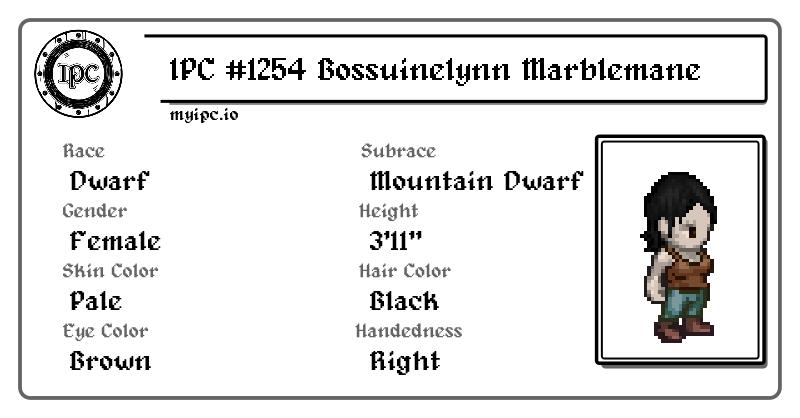 IPC
IPC #1254 Bossuinelynn Marblemane
myipc.io
Race
Dwarf
Subrace
Mountain Dwarf
Gender
Female
Height
3'11"
Skin Color
Pale
Hair Color
Black
Eye Color
Brown
Handedness
Right